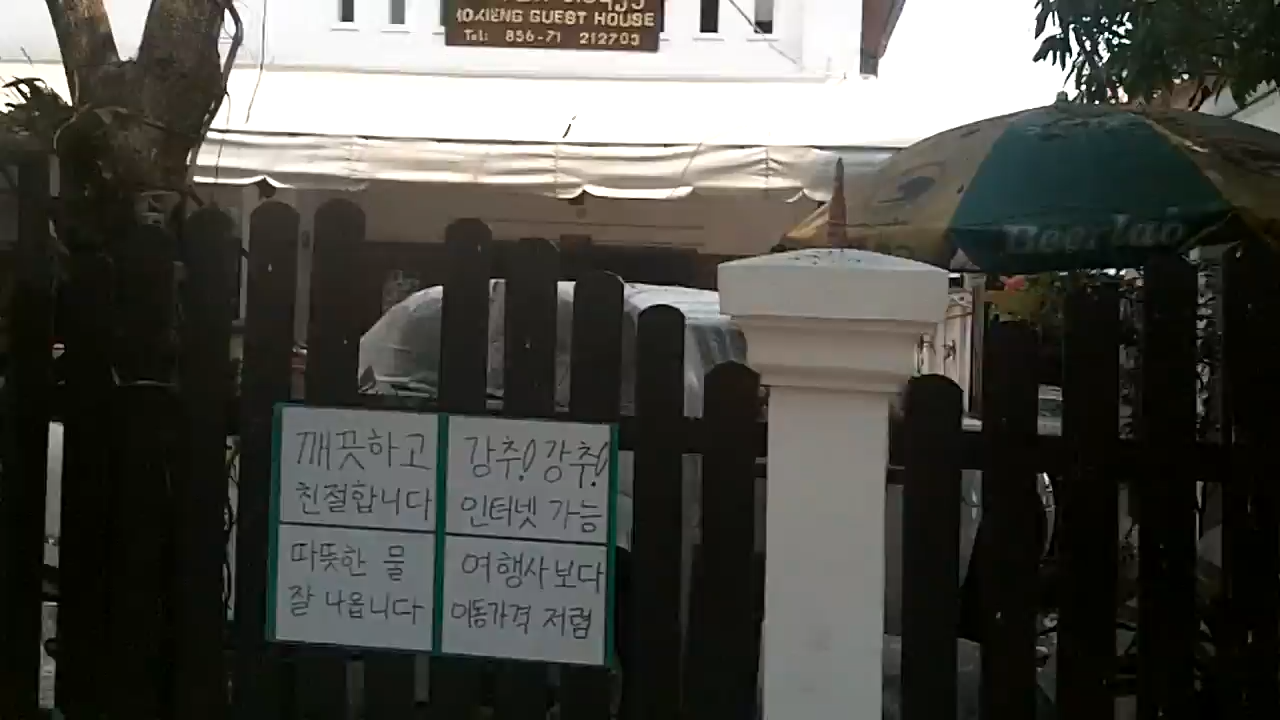 GUEST HOUSE
Tel: 856-71 212703
Beer Lao
깨끗하고
친절합니다
강추! 강추!
인터넷 가능
따뜻한 물
잘 나옵니다
여행사보다
이동가격 저렴